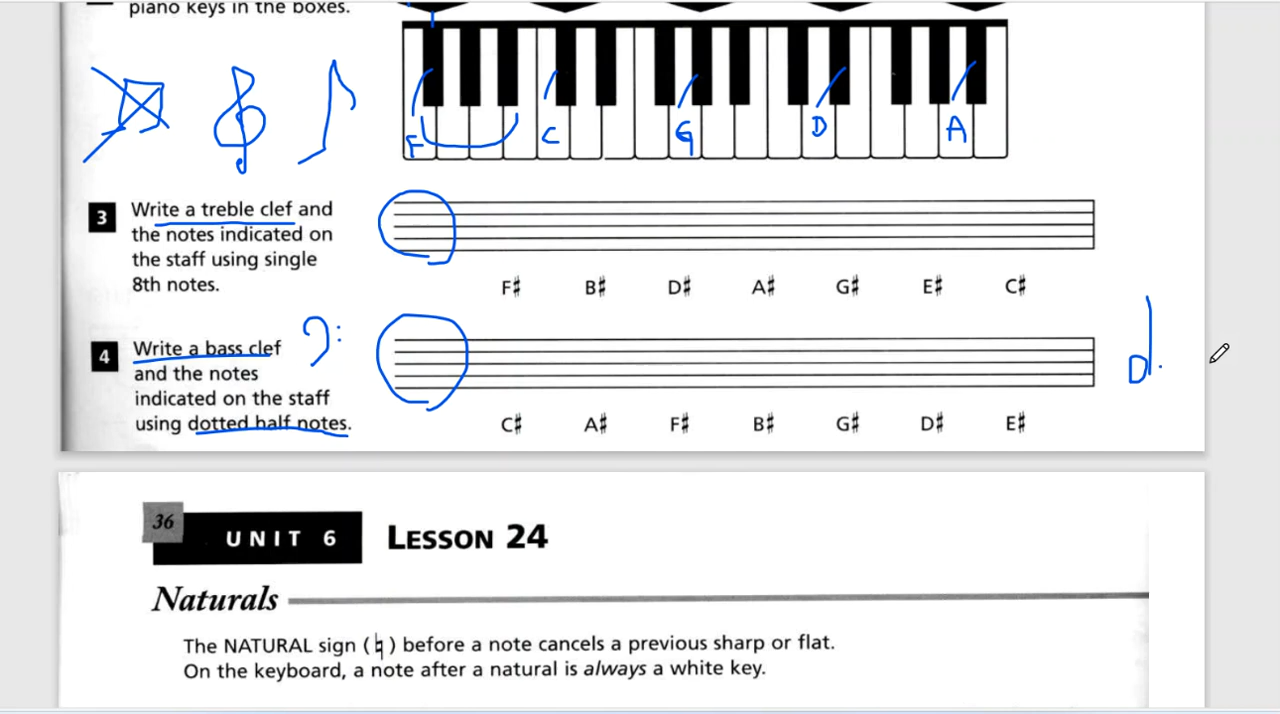 piano keys in the boxes.
F C G D A
3 Write a treble clef and
the notes indicated on
the staff using single
8th notes.
F♯ B♯ D♯ A♯ G♯ E♯ C♯
4 Write a bass clef
and the notes
indicated on the staff
using dotted half notes.
C♯ A♯ F♯ B♯ G♯ D♯ E♯
36
UNIT 6 LESSON 24
Naturals
The NATURAL sign (♮) before a note cancels a previous sharp or flat.
On the keyboard, a note after a natural is always a white key.